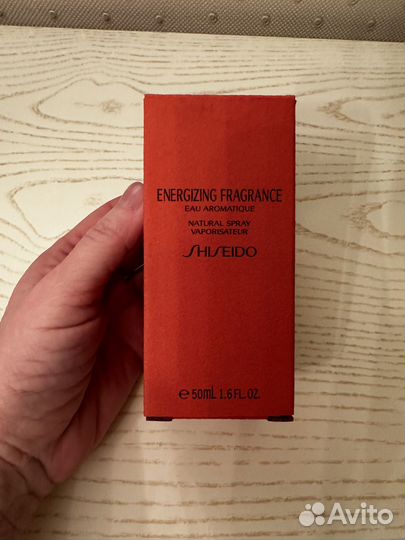 ENERGIZING FRAGRANCE
EAU AROMATIQUE
NATURAL SPRAY
VAPORISATEUR
SHISEIDO
℮ 50mL 1.6 FL.OZ.
Avito